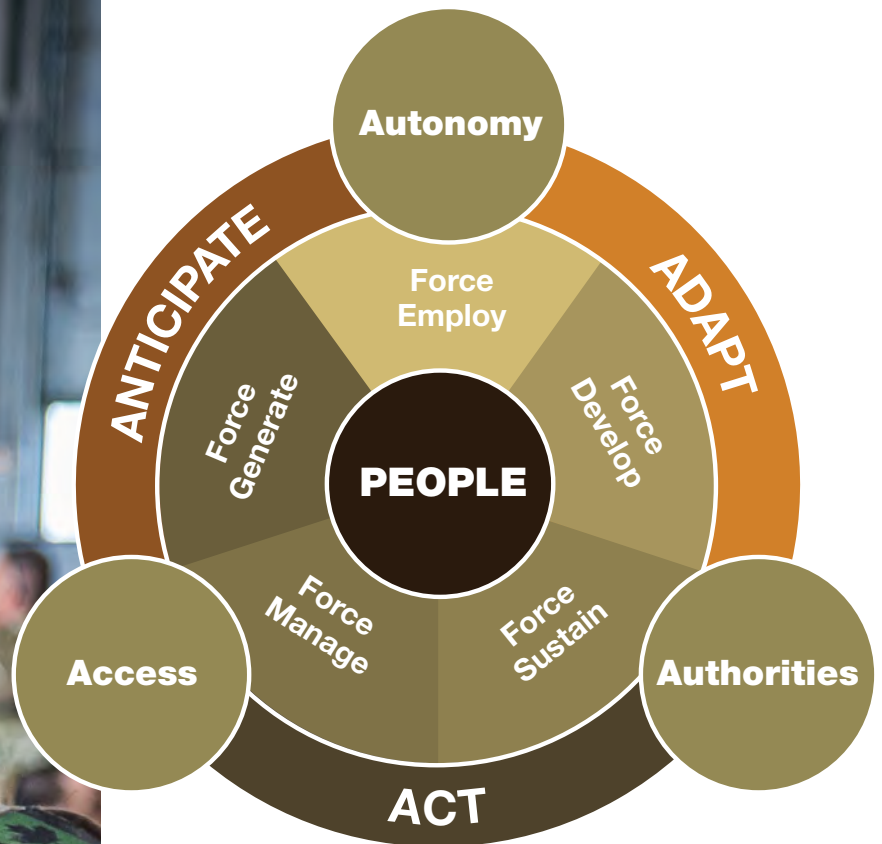 Autonomy
ANTICIPATE
ADAPT
Force
Employ
Force
Generate
Force
Develop
PEOPLE
Force
Manage
Force
Sustain
Access
Authorities
ACT